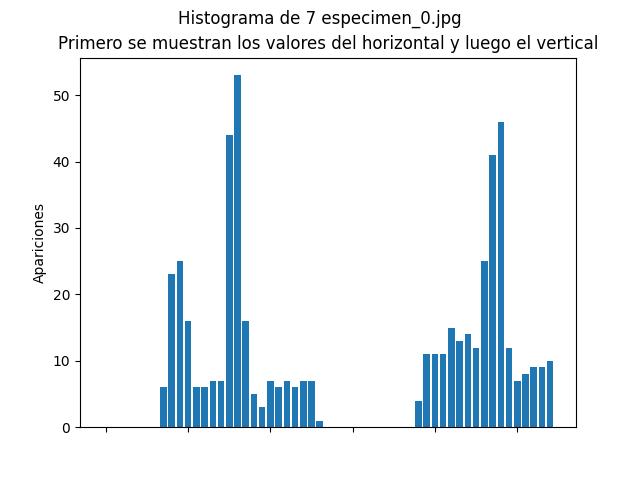 Histograma de 7 especimen_0.jpg
Primero se muestran los valores del horizontal y luego el vertical
50
40
30
20
10
0
Apariciones